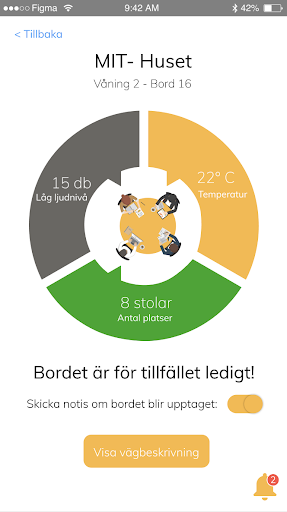 Figma 9:42 AM 42%
< Tillbaka
MIT- Huset
Våning 2 - Bord 16
15 db
Låg ljudnivå
22° C
Temperatur
8 stolar
Antal platser
Bordet är för tillfället ledigt!
Skicka notis om bordet blir upptaget:
Visa vägbeskrivning
2